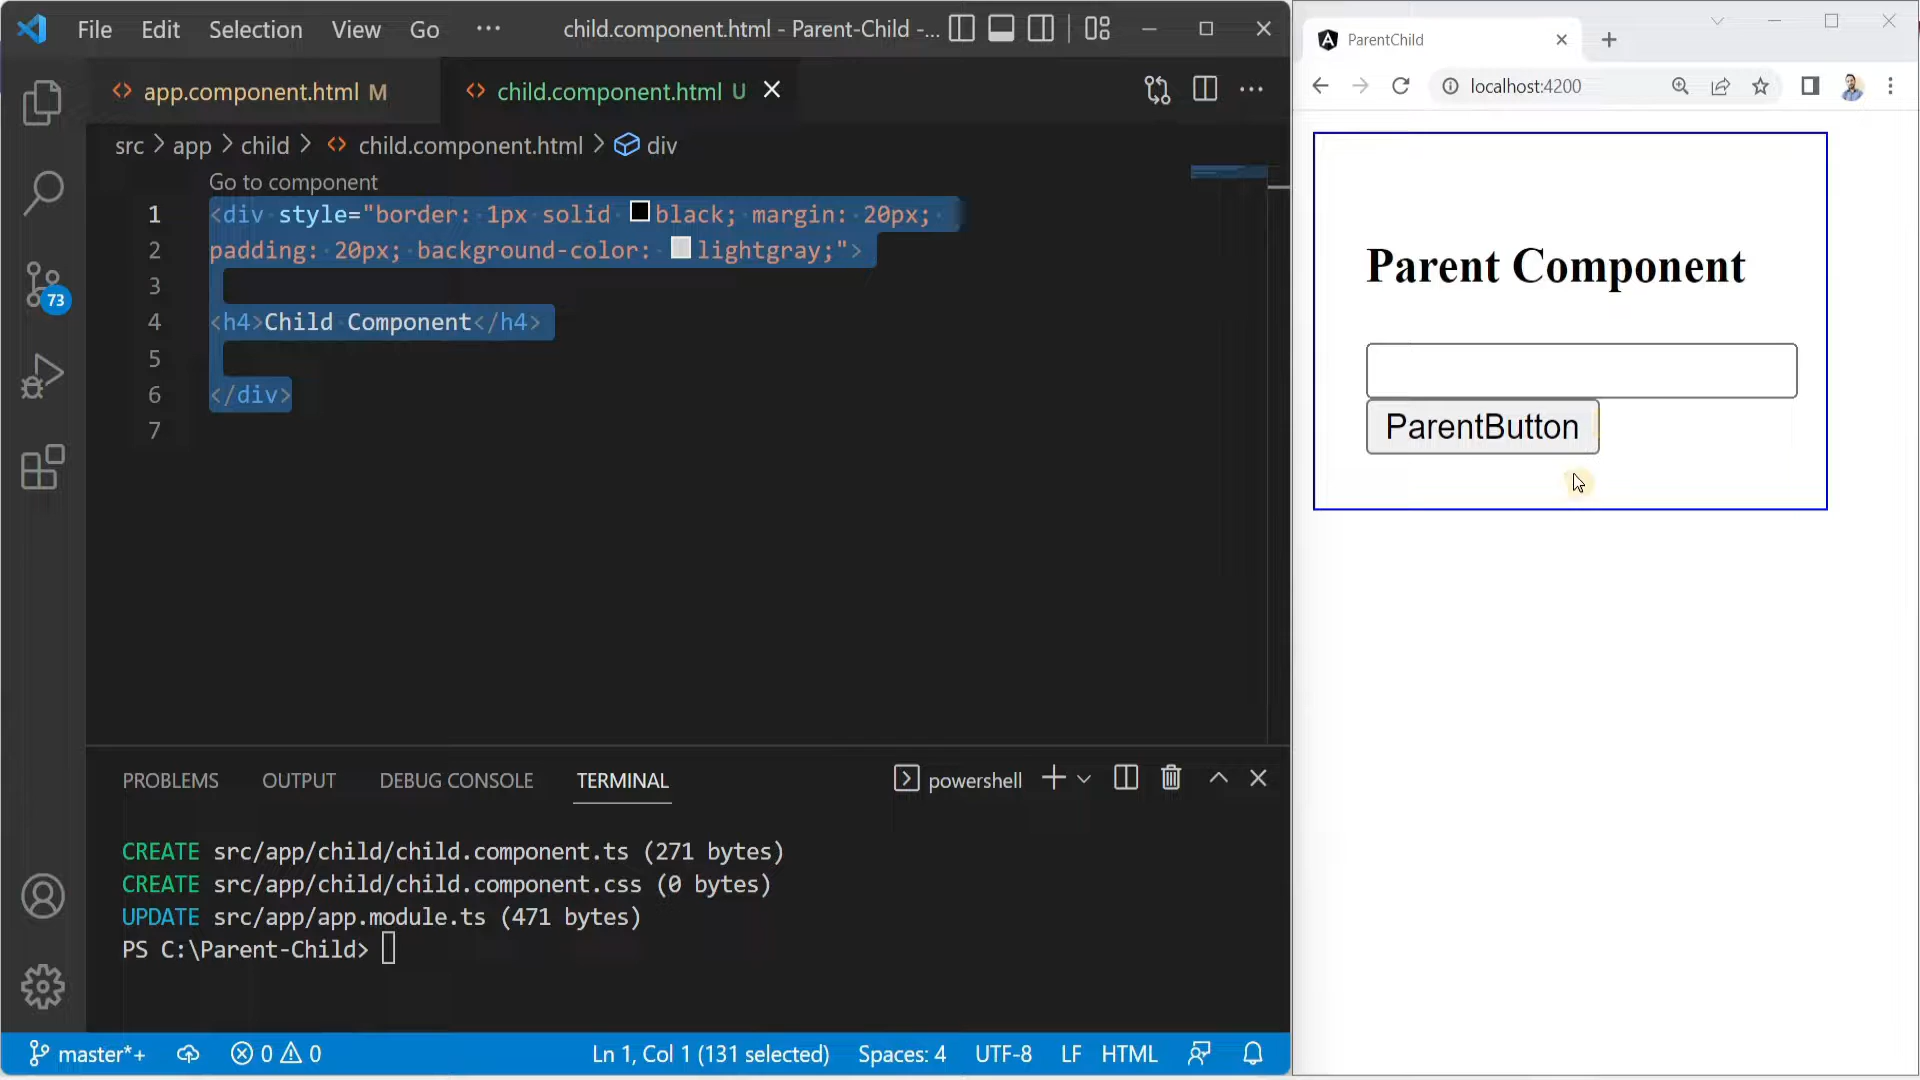 File Edit Selection View Go ··· child.component.html - Parent-Child -...
app.component.html M child.component.html U
src > app > child > child.component.html > div
Go to component
1 <div style="border: 1px solid black; margin: 20px;
2 padding: 20px; background-color: lightgray;">
3
4 <h4>Child Component</h4>
5
6 </div>
7
73
PROBLEMS OUTPUT DEBUG CONSOLE TERMINAL powershell
CREATE src/app/child/child.component.ts (271 bytes)
CREATE src/app/child/child.component.css (0 bytes)
UPDATE src/app/app.module.ts (471 bytes)
PS C:\Parent-Child>
master*+ 0 0 Ln 1, Col 1 (131 selected) Spaces: 4 UTF-8 LF HTML
ParentChild
localhost:4200
Parent Component
ParentButton